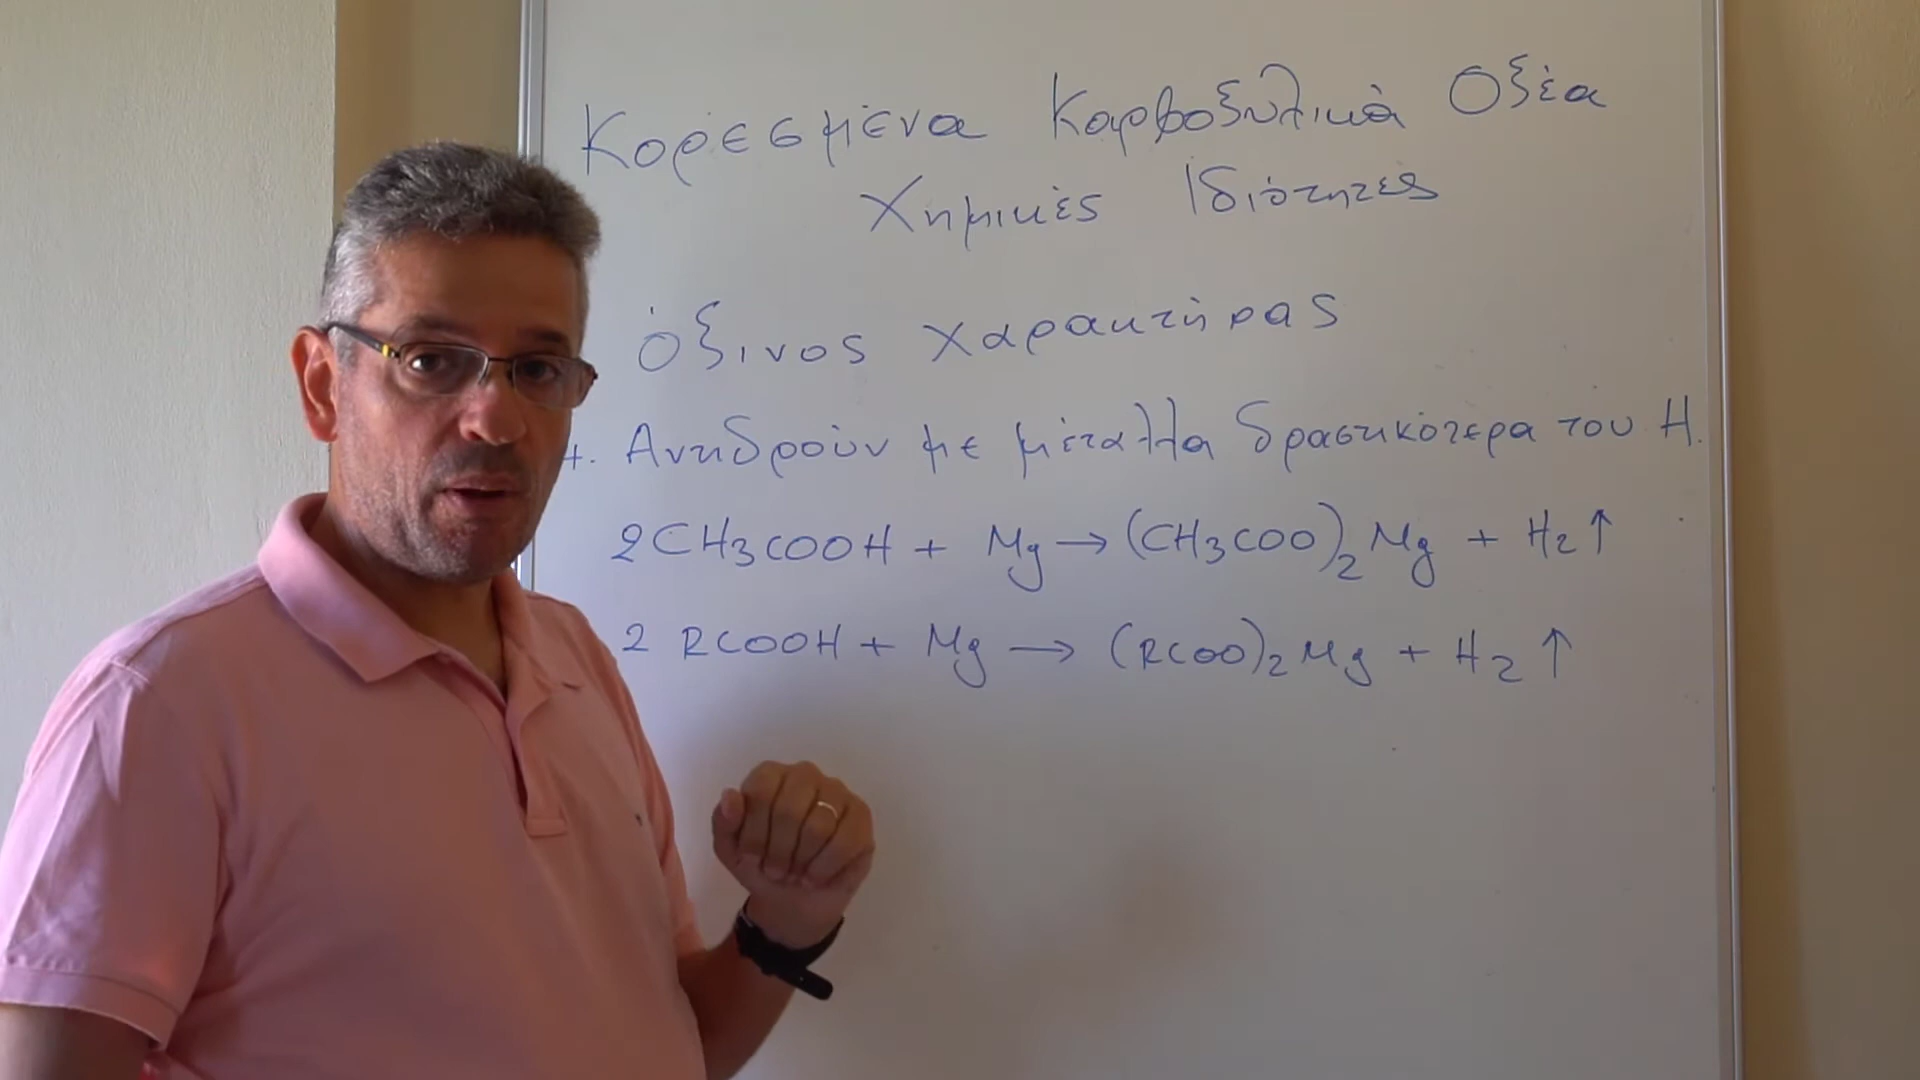 Κορεσμένα Καρβοξυλικά Οξέα
Χημικές Ιδιότητες
Όξινος χαρακτήρας
4. Αντιδρούν με μέταλλα δραστικότερα του Η.
2CH3COOH + Mg → (CH3COO)2Mg + H2↑
2 RCOOH + Mg → (RCOO)2Mg + H2↑